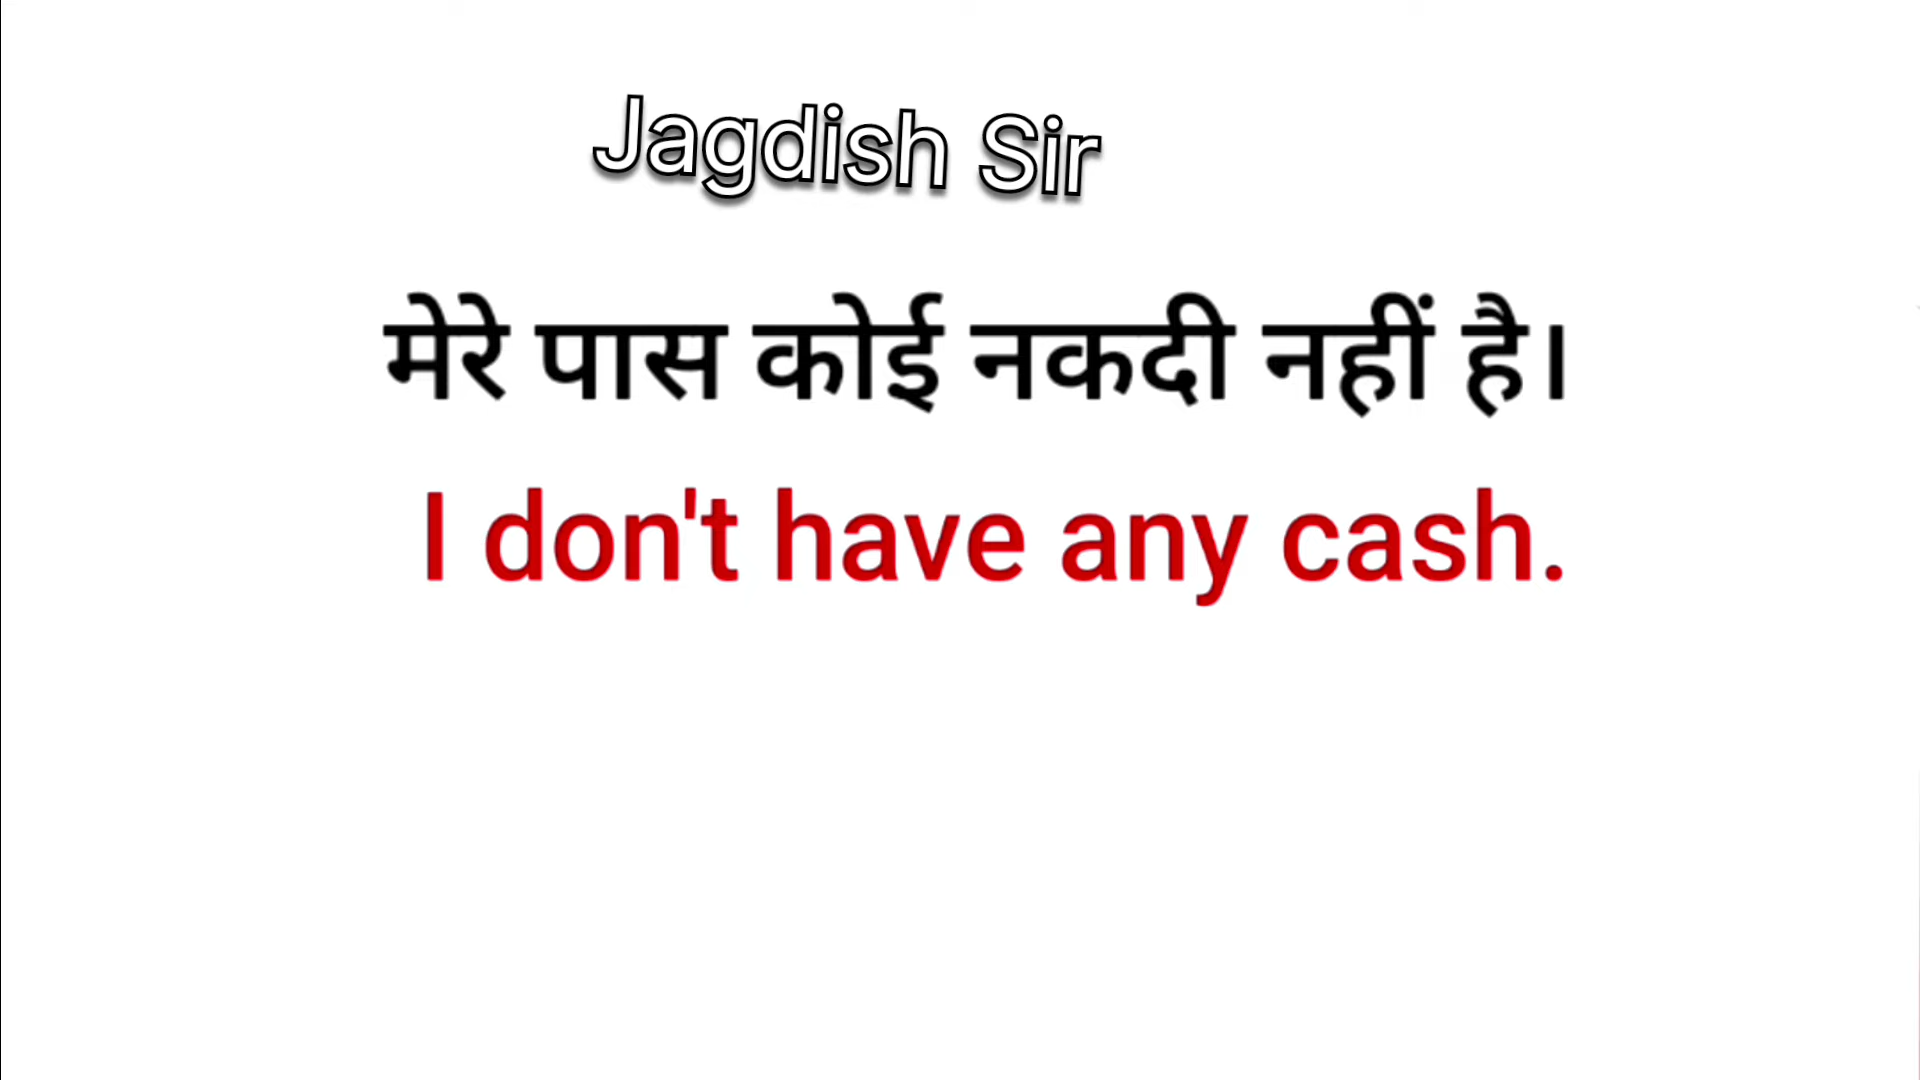 Jagdish Sir
मेरे पास कोई नकदी नहीं है।
I don't have any cash.